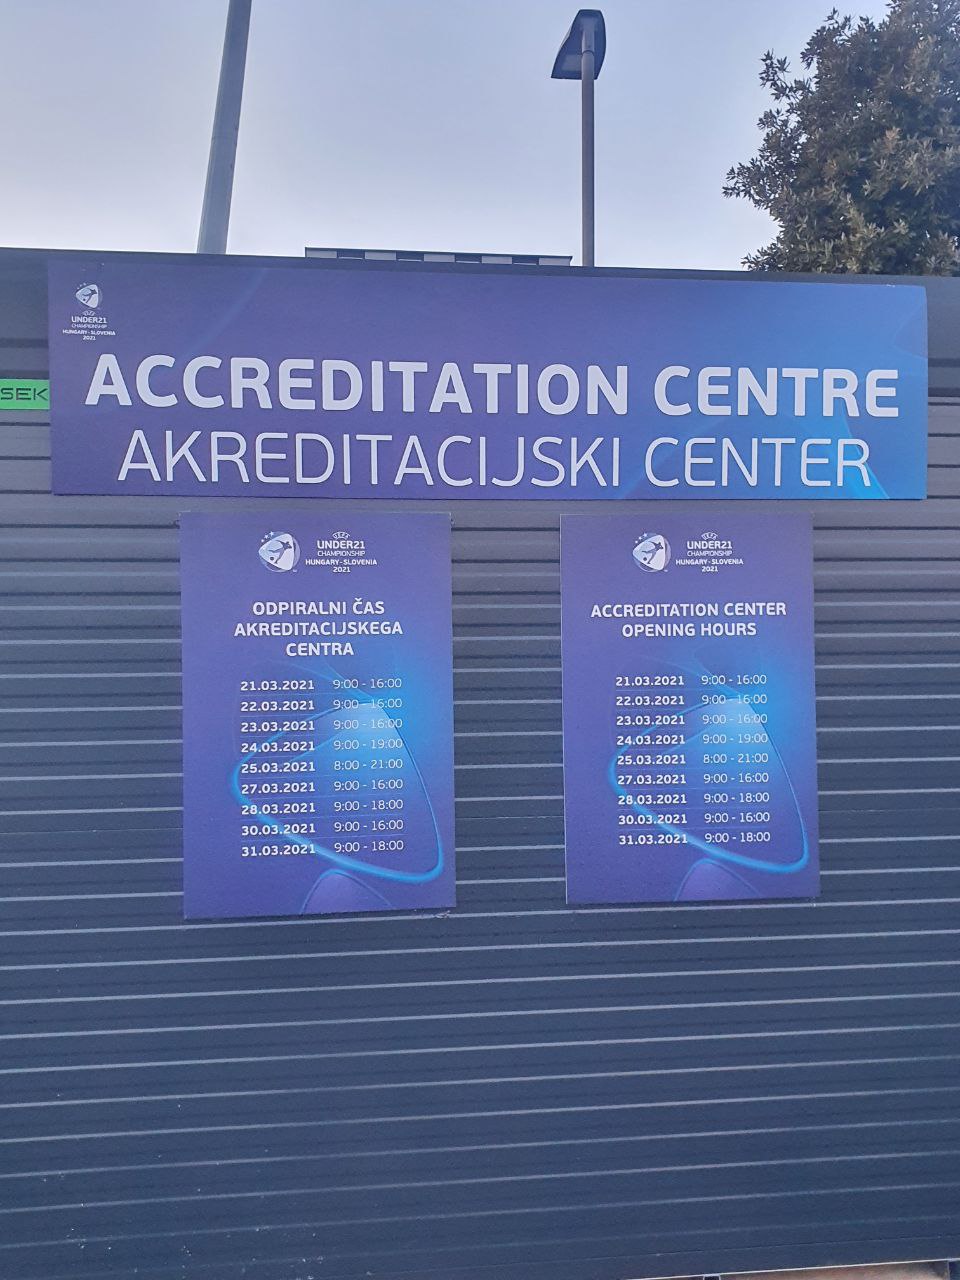 UNDER21
CHAMPIONSHIP
HUNGARY-SLOVENIA
2021
ACCREDITATION CENTRE
AKREDITACIJSKI CENTER
SEK
UEFA
UNDER21
CHAMPIONSHIP
HUNGARY-SLOVENIA
2021
ODPIRALNI ČAS
AKREDITACIJSKEGA
CENTRA
21.03.2021 9:00 - 16:00
22.03.2021 9:00 - 16:00
23.03.2021 9:00 - 16:00
24.03.2021 9:00 - 19:00
25.03.2021 8:00 - 21:00
27.03.2021 9:00 - 16:00
28.03.2021 9:00 - 18:00
30.03.2021 9:00 - 16:00
31.03.2021 9:00 - 18:00
UEFA
UNDER21
CHAMPIONSHIP
HUNGARY-SLOVENIA
2021
ACCREDITATION CENTER
OPENING HOURS
21.03.2021 9:00 - 16:00
22.03.2021 9:00 - 16:00
23.03.2021 9:00 - 16:00
24.03.2021 9:00 - 19:00
25.03.2021 8:00 - 21:00
27.03.2021 9:00 - 16:00
28.03.2021 9:00 - 18:00
30.03.2021 9:00 - 16:00
31.03.2021 9:00 - 18:00